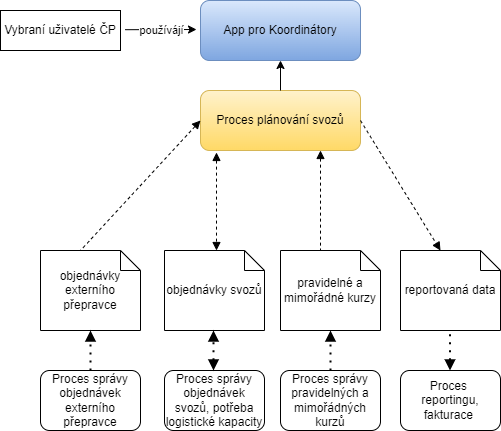 Vybraní uživatelé ČP
používájí
App pro Koordinátory
Proces plánování svozů
objednávky
externího
přepravce
objednávky svozů
pravidelné a
mimořádné kurzy
reportovaná data
Proces správy
objednávek
externího
přepravce
Proces správy
objednávek
svozů, potřeba
logistické kapacity
Proces správy
pravidelných a
mimořádných
kurzů
Proces
reportingu,
fakturace